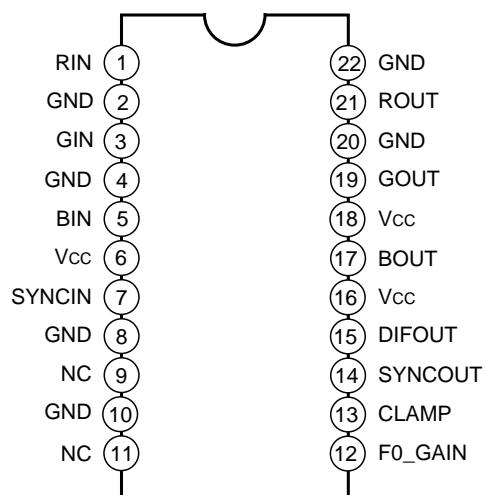 RIN 1 22 GND
GND 2 21 ROUT
GIN 3 20 GND
GND 4 19 GOUT
BIN 5 18 Vcc
Vcc 6 17 BOUT
SYNCIN 7 16 Vcc
GND 8 15 DIFOUT
NC 9 14 SYNCOUT
GND 10 13 CLAMP
NC 11 12 F0_GAIN